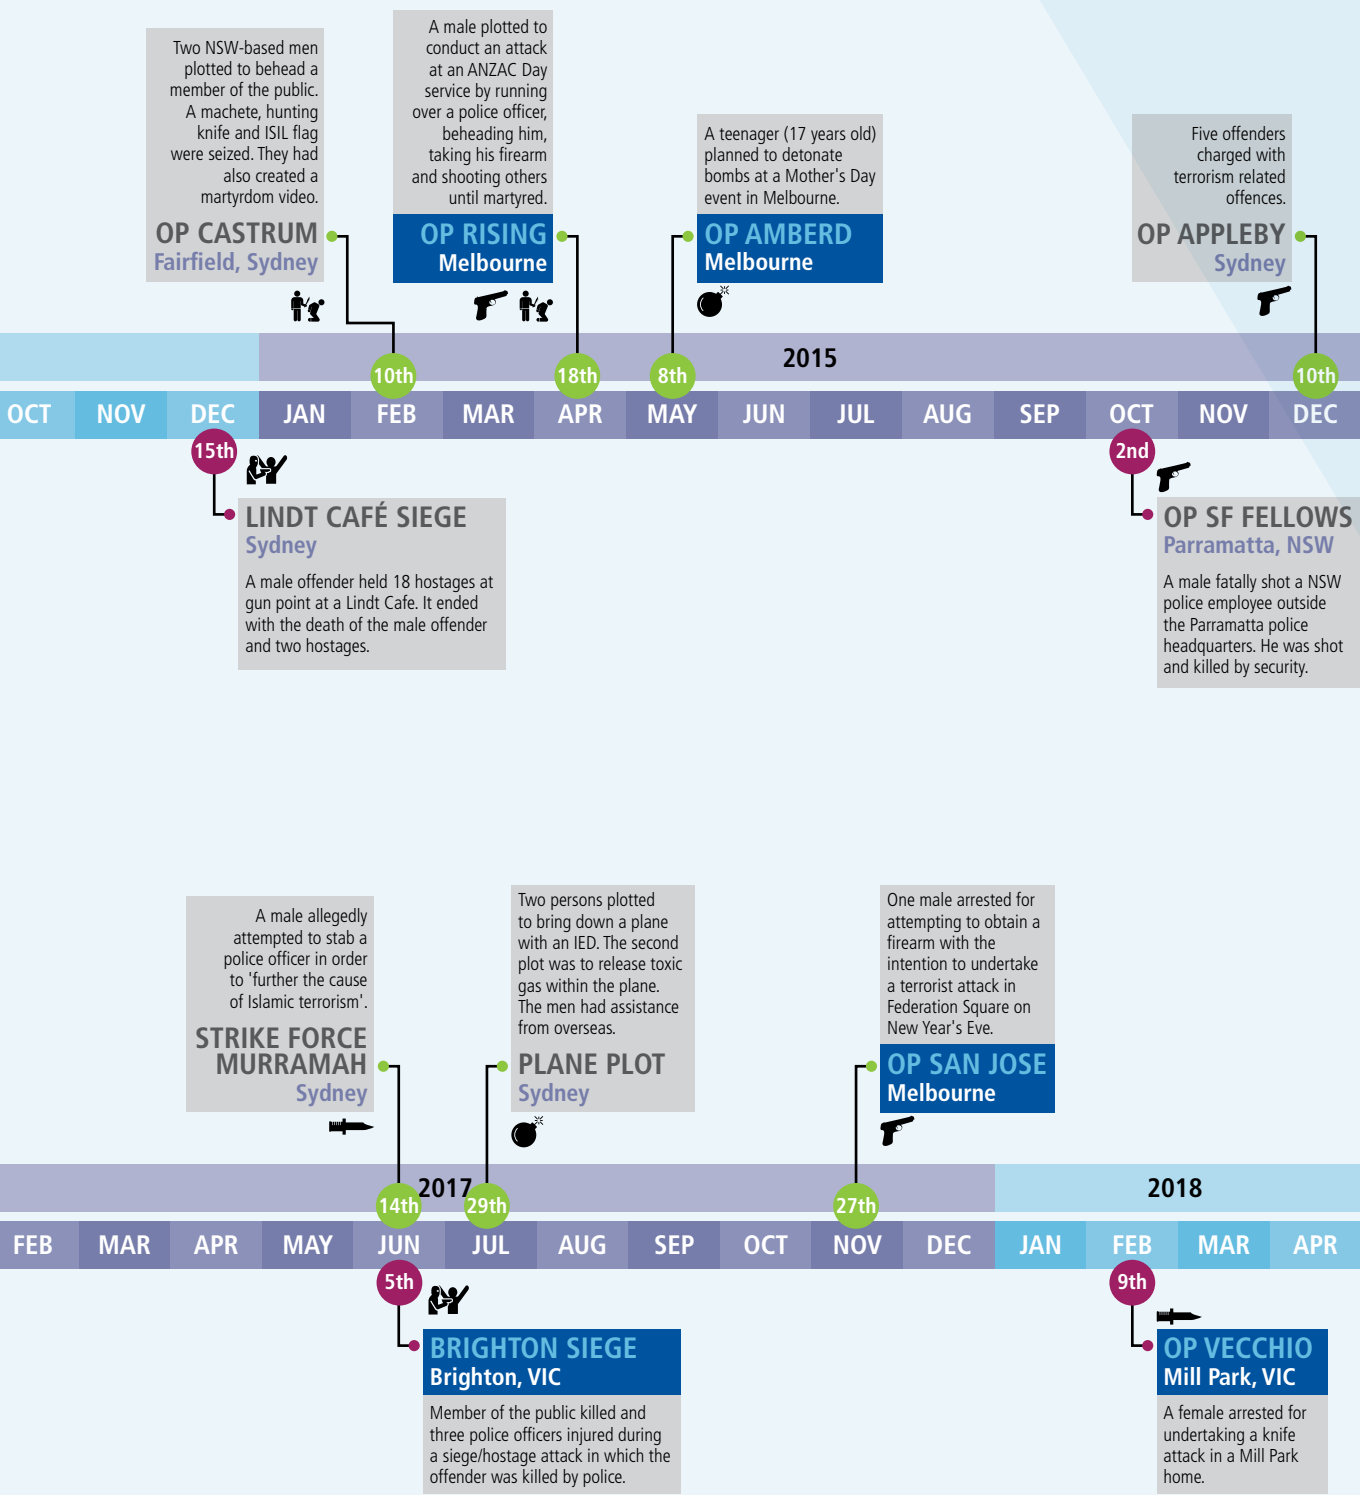 Two NSW-based men
plotted to behead a
member of the public.
A machete, hunting
knife and ISIL flag
were seized. They had
also created a
martyrdom video.
OP CASTRUM
Fairfield, Sydney
A male plotted to
conduct an attack
at an ANZAC Day
service by running
over a police officer,
beheading him,
taking his firearm
and shooting others
until martyred.
OP RISING
Melbourne
A teenager (17 years old)
planned to detonate
bombs at a Mother's Day
event in Melbourne.
OP AMBERD
Melbourne
Five offenders
charged with
terrorism related
offences.
OP APPLEBY
Sydney
2015
10th
18th
8th
10th
OCT NOV DEC JAN FEB MAR APR MAY JUN JUL AUG SEP OCT NOV DEC
15th
2nd
LINDT CAFÉ SIEGE
Sydney
A male offender held 18 hostages at
gun point at a Lindt Cafe. It ended
with the death of the male offender
and two hostages.
OP SF FELLOWS
Parramatta, NSW
A male fatally shot a NSW
police employee outside
the Parramatta police
headquarters. He was shot
and killed by security.
A male allegedly
attempted to stab a
police officer in order
to 'further the cause
of Islamic terrorism'.
STRIKE FORCE
MURRAMAH
Sydney
Two persons plotted
to bring down a plane
with an IED. The second
plot was to release toxic
gas within the plane.
The men had assistance
from overseas.
PLANE PLOT
Sydney
One male arrested for
attempting to obtain a
firearm with the
intention to undertake
a terrorist attack in
Federation Square on
New Year's Eve.
OP SAN JOSE
Melbourne
2017
2018
14th
29th
27th
FEB MAR APR MAY JUN JUL AUG SEP OCT NOV DEC JAN FEB MAR APR
5th
9th
BRIGHTON SIEGE
Brighton, VIC
Member of the public killed and
three police officers injured during
a siege/hostage attack in which the
offender was killed by police.
OP VECCHIO
Mill Park, VIC
A female arrested for
undertaking a knife
attack in a Mill Park
home.